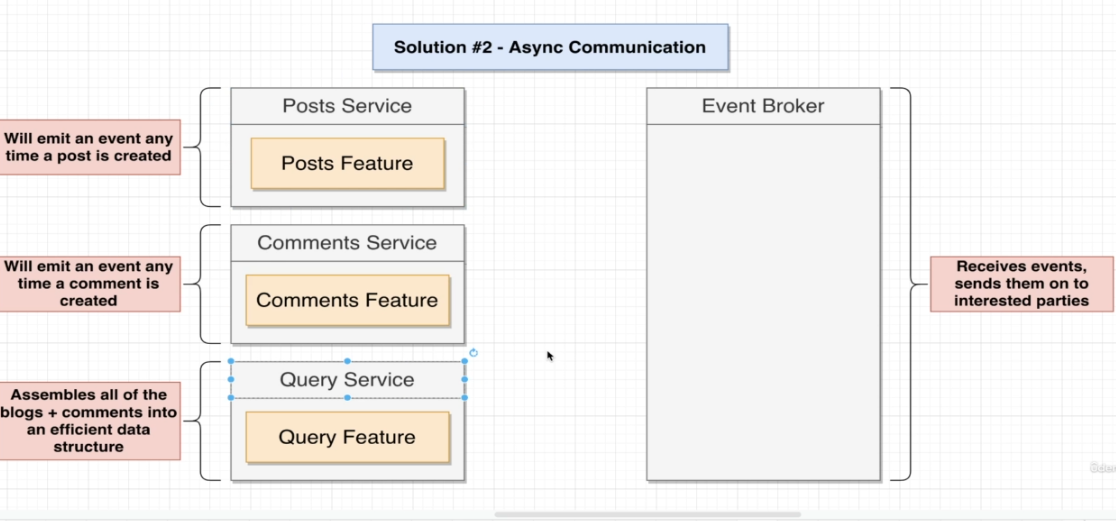 Solution #2 - Async Communication
Posts Service
Posts Feature
Will emit an event any
time a post is created
Comments Service
Comments Feature
Will emit an event any
time a comment is
created
Query Service
Query Feature
Assembles all of the
blogs + comments into
an efficient data
structure
Event Broker
Receives events,
sends them on to
interested parties